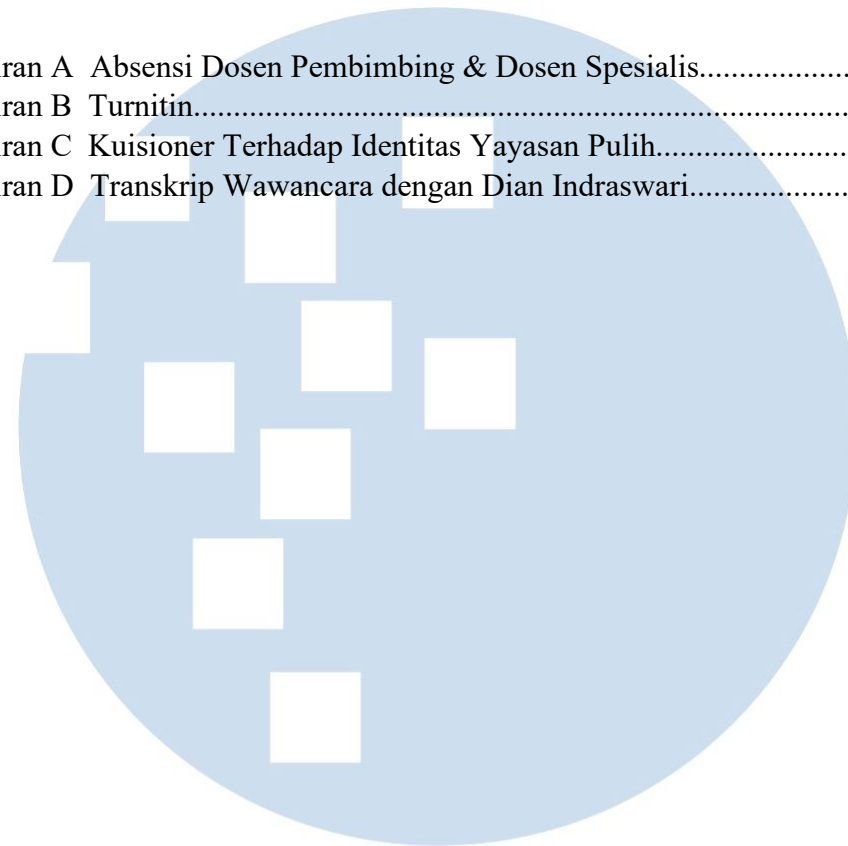 ran A Absensi Dosen Pembimbing & Dosen Spesialis....................
ran B Turnitin....................................................................................
ran C Kuisioner Terhadap Identitas Yayasan Pulih.........................
ran D Transkrip Wawancara dengan Dian Indraswari.....................